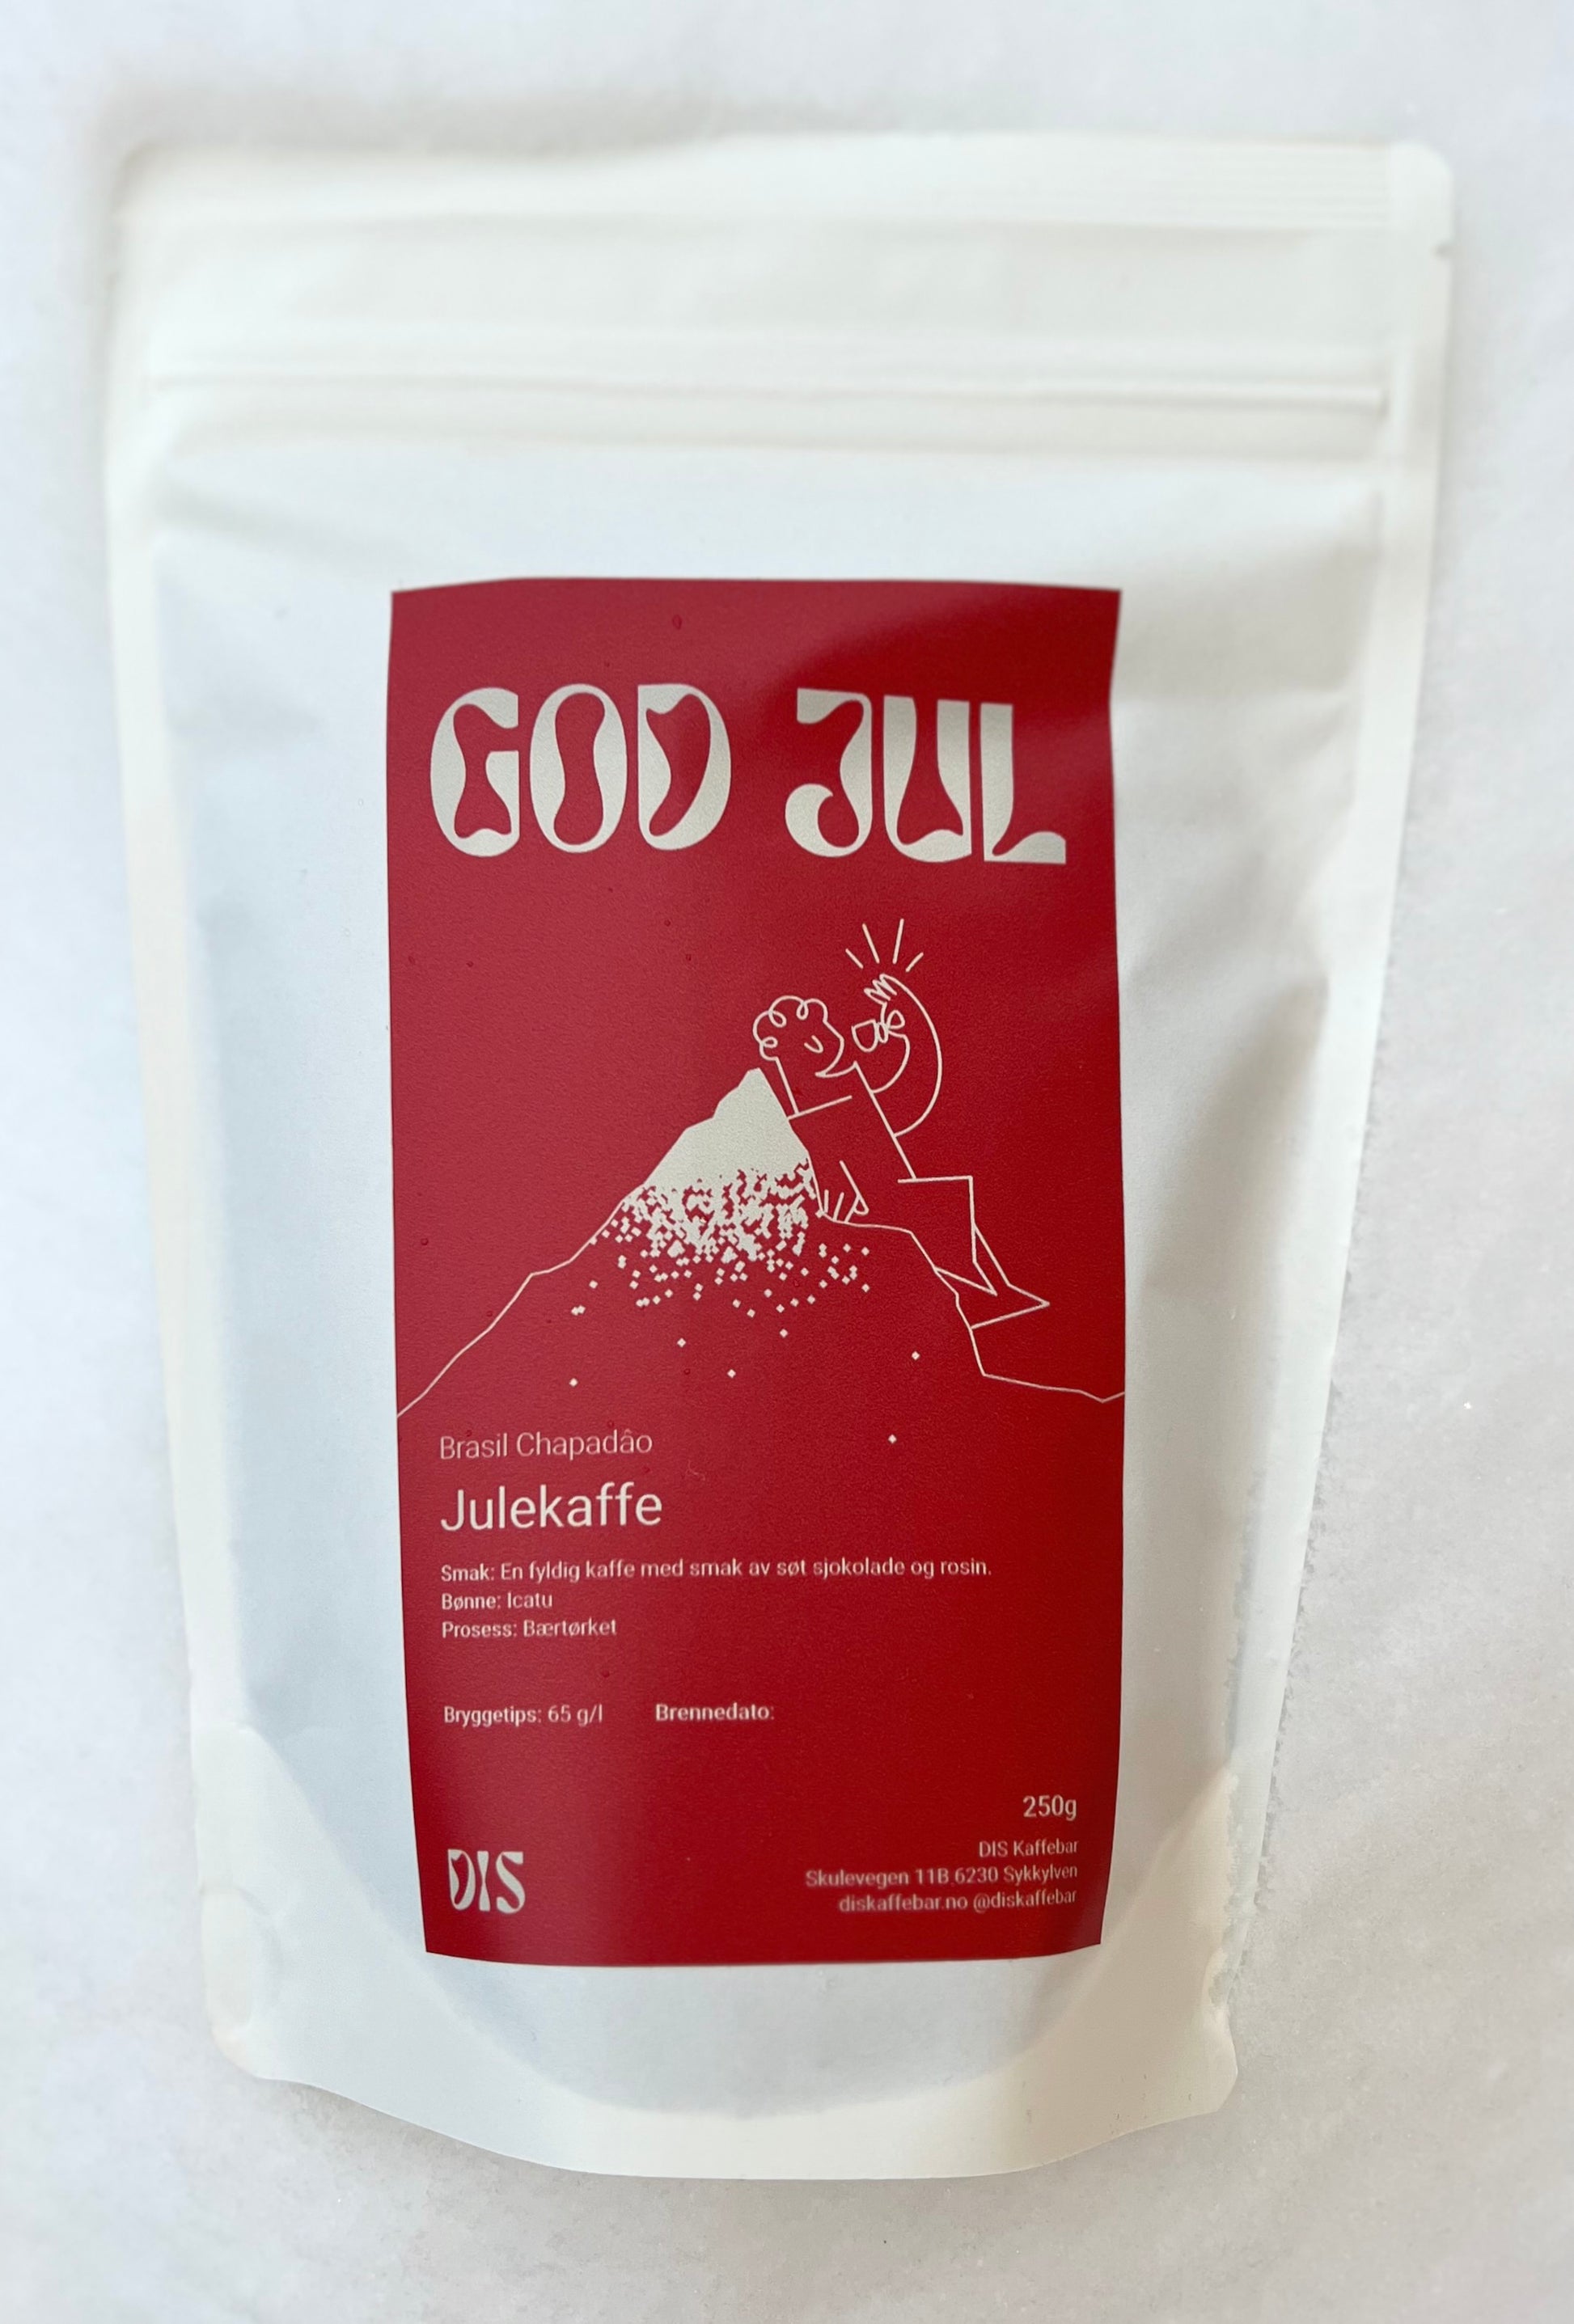 GOD JUL
Brasil Chapadâo
Julekaffe
Smak: En fyldig kaffe med smak av søt sjokolade og rosin.
Bønne: Icatu
Prosess: Bærtørket
Bryggetips: 65 g/l Brennedato:
250g
DIS Kaffebar
Skulevegen 11B 6230 Sykkylven
diskaffebar.no @diskaffebar
DIS